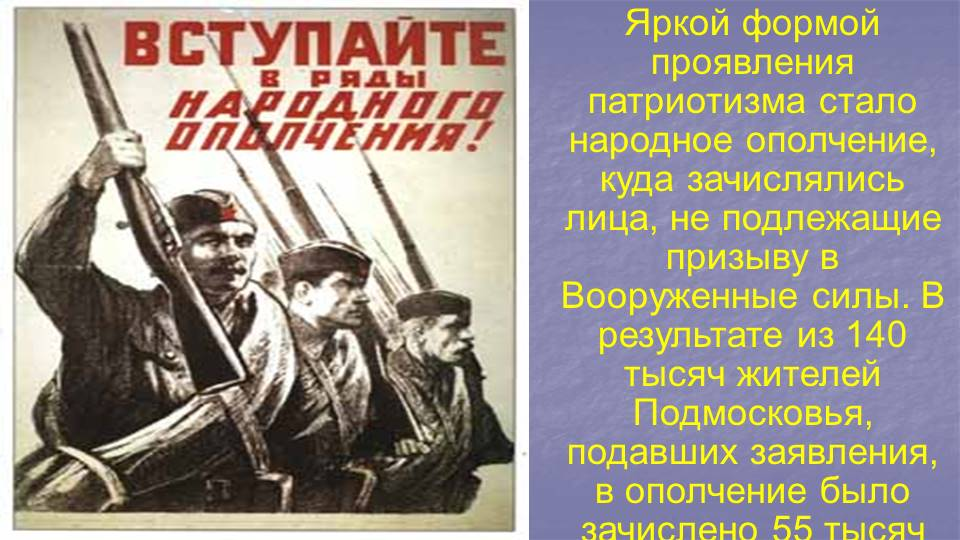 ВСТУПАЙТЕ
В РЯДЫ
НАРОДНОГО
ОПОЛЧЕНИЯ!
Яркой формой
проявления
патриотизма стало
народное ополчение,
куда зачислялись
лица, не подлежащие
призыву в
Вооруженные силы. В
результате из 140
тысяч жителей
Подмосковья,
подавших заявления,
в ополчение было
зачислено 55 тысяч